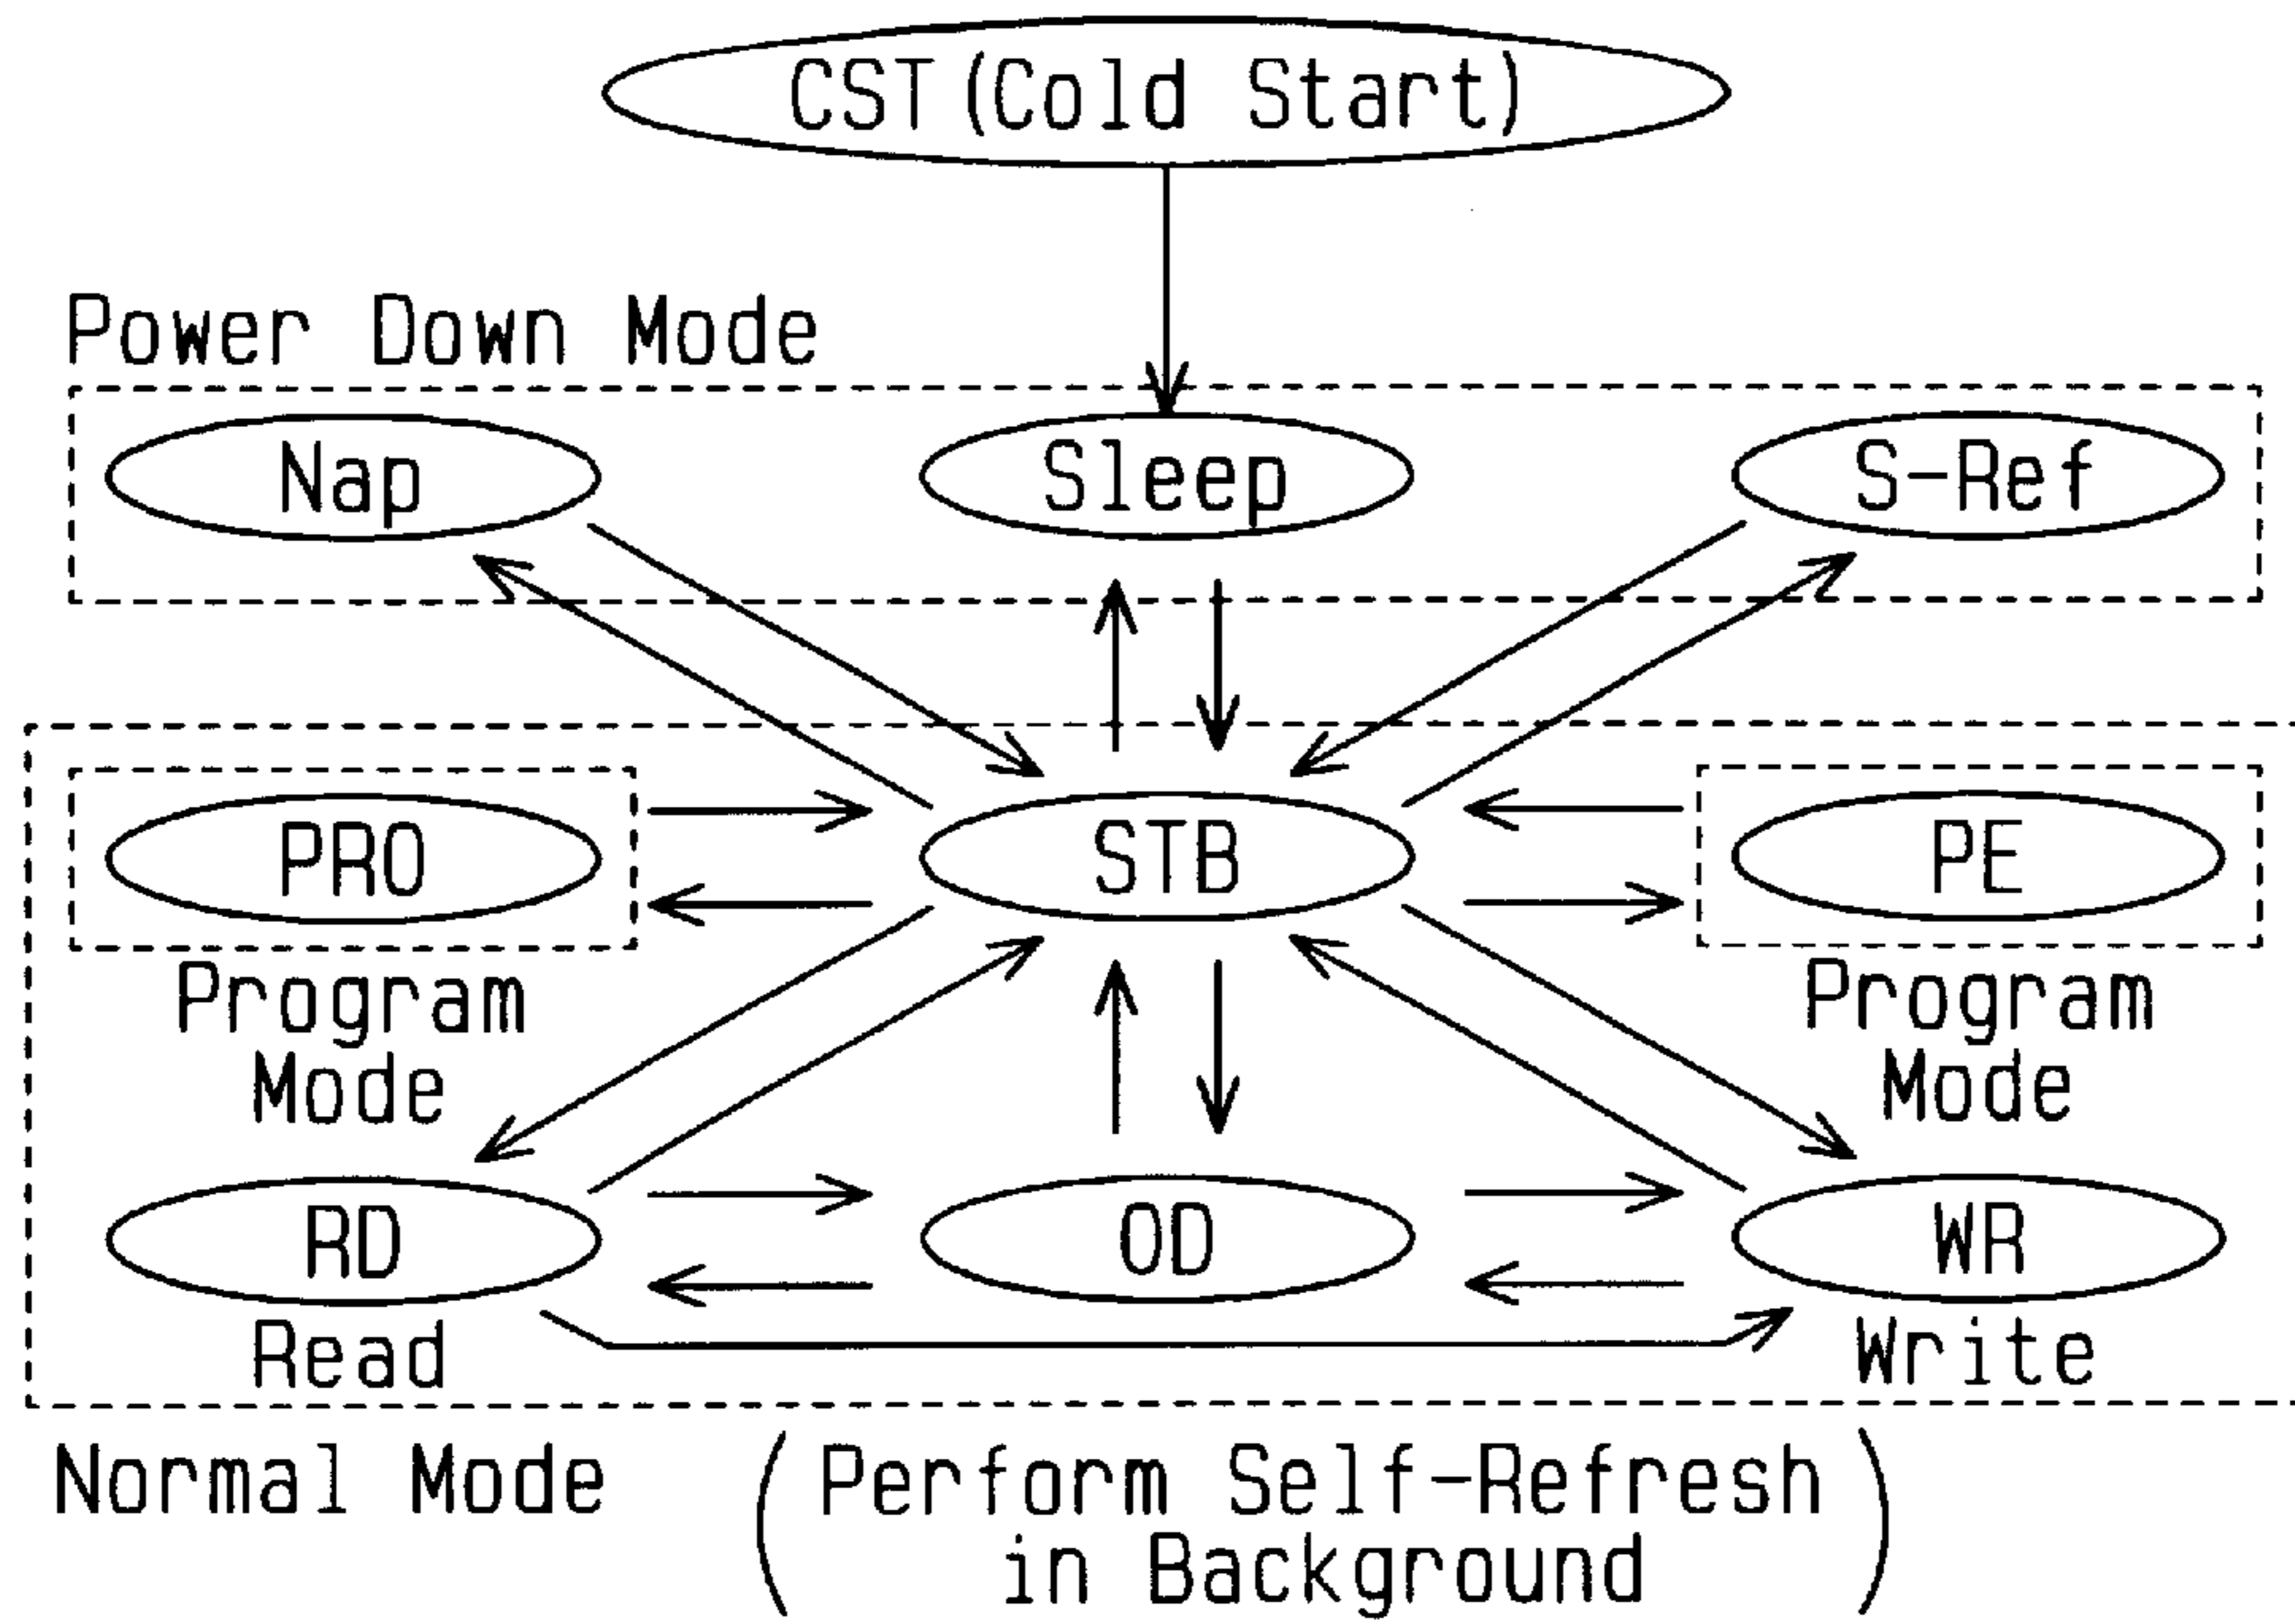 CST(Cold Start)
Power Down Mode
Nap
Sleep
S-Ref
PRO
STB
PE
Program
Mode
Program
Mode
RD
OD
WR
Read
Write
Normal Mode
(Perform Self-Refresh
in Background)